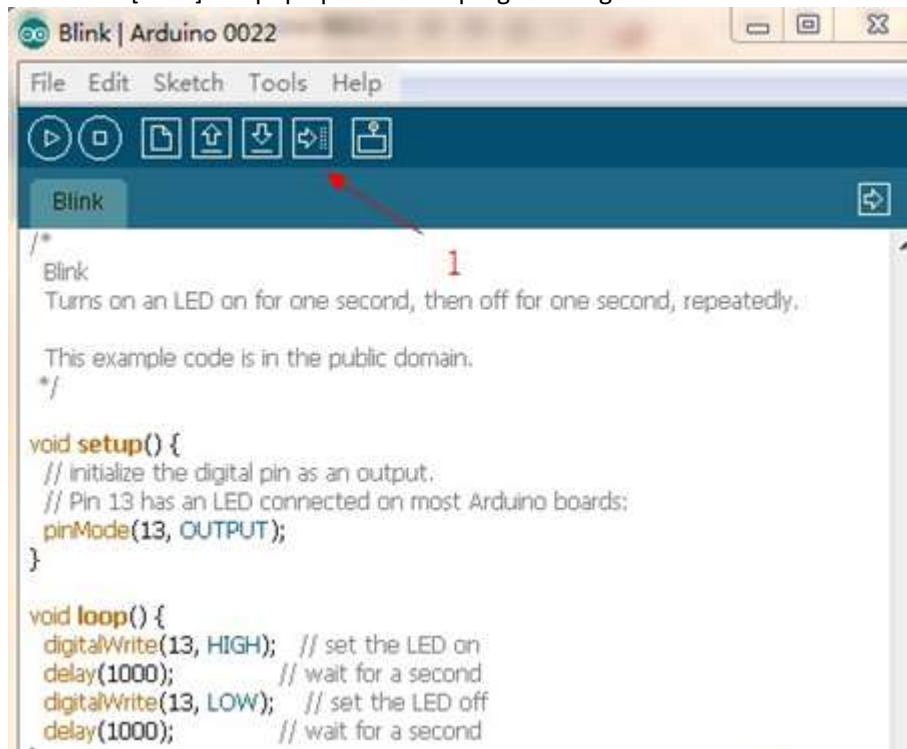 Blink | Arduino 0022
File Edit Sketch Tools Help
Blink
/*
Blink
1
Turns on an LED on for one second, then off for one second, repeatedly.
This example code is in the public domain.
*/
void setup() {
// initialize the digital pin as an output.
// Pin 13 has an LED connected on most Arduino boards:
pinMode(13, OUTPUT);
}
void loop() {
digitalWrite(13, HIGH); // set the LED on
delay(1000); // wait for a second
digitalWrite(13, LOW); // set the LED off
delay(1000); // wait for a second